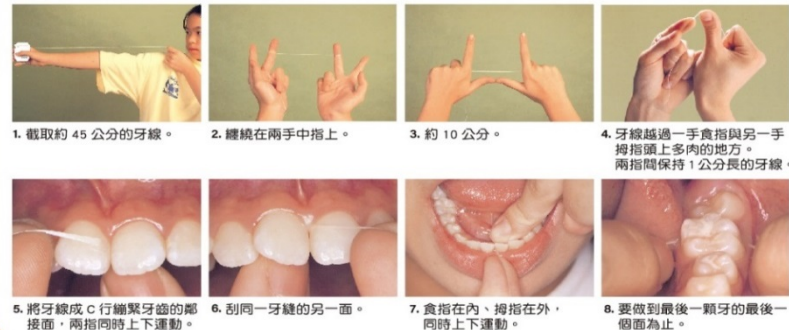 1. 截取約 45 公分的牙線。
2. 纏繞在兩手中指上。
3. 約 10 公分。
4. 牙線越過一手食指與另一手
拇指頭上多肉的地方。
兩指間保持 1 公分長的牙線。
5. 將牙線成 C 行繃緊牙齒的鄰
接面，兩指同時上下運動。
6. 刮同一牙縫的另一面。
7. 食指在內、拇指在外，
同時上下運動。
8. 要做到最後一顆牙的最後一
個面為止。